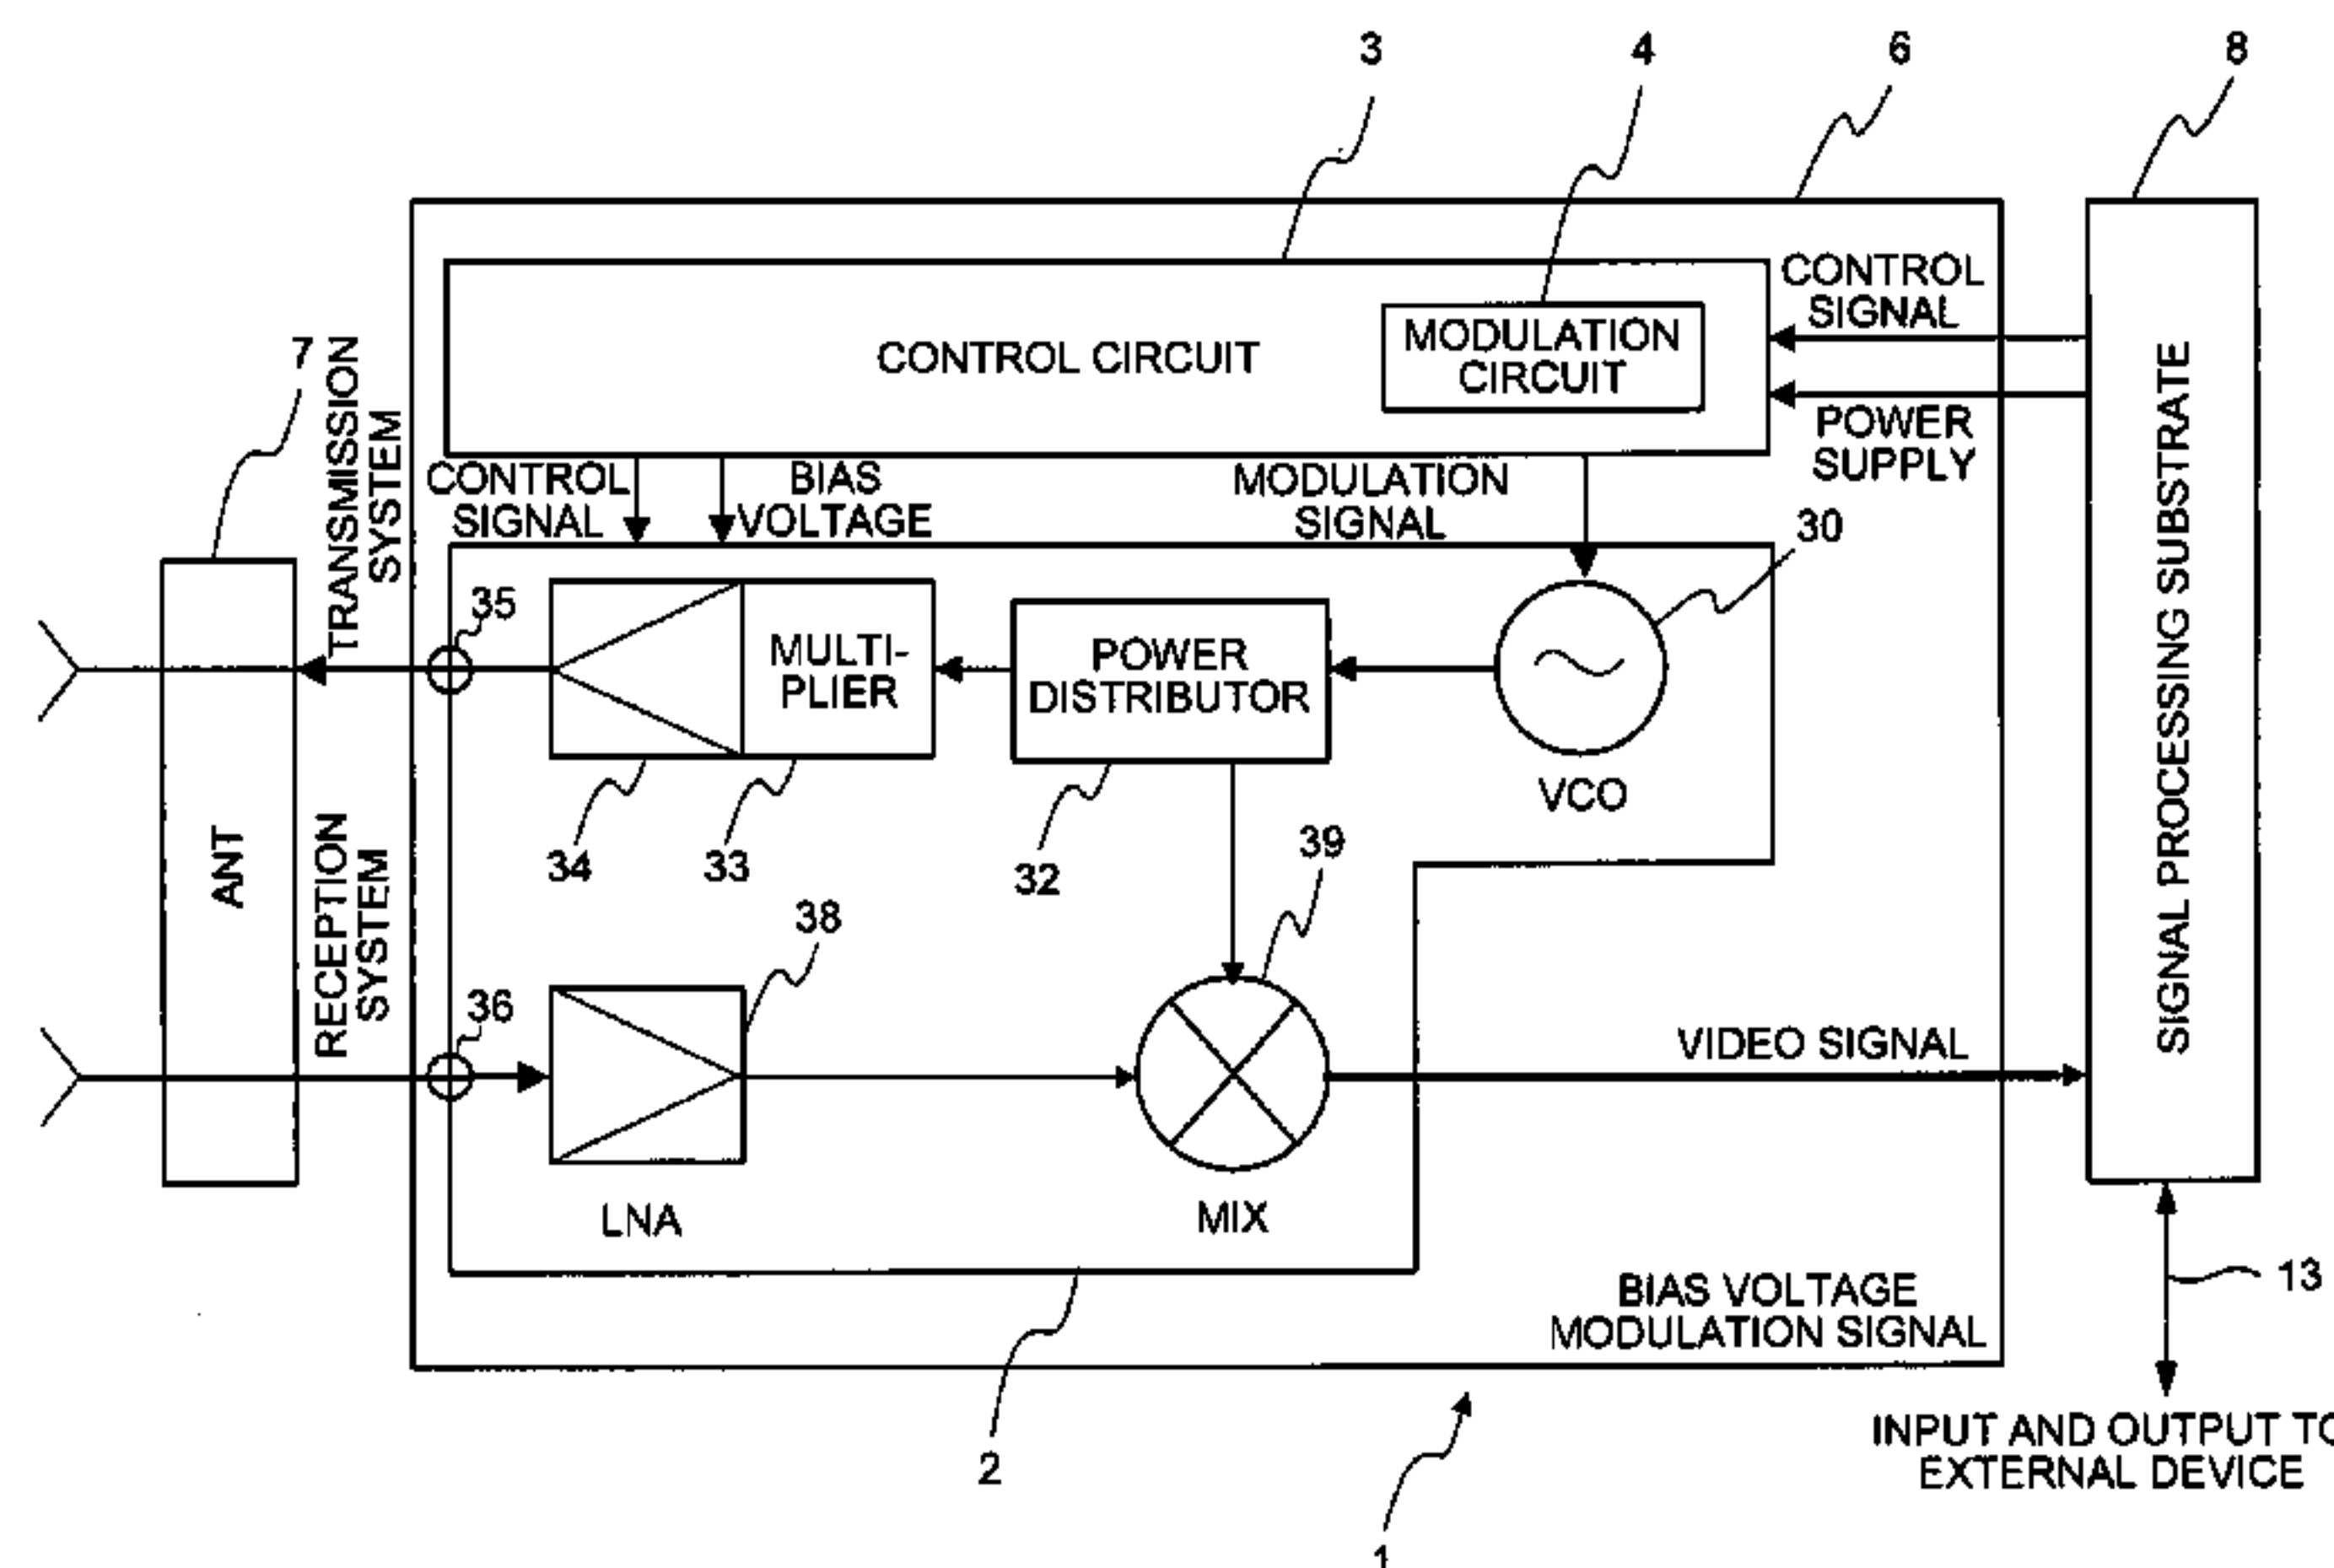 3
4
6
8
CONTROL
SIGNAL
MODULATION
CIRCUIT
CONTROL CIRCUIT
7
TRANSMISSION
SYSTEM
POWER
SUPPLY
SIGNAL PROCESSING SUBSTRATE
CONTROL
SIGNAL
BIAS
VOLTAGE
MODULATION
SIGNAL
30
35
MULTI-
PLIER
POWER
DISTRIBUTOR
VCO
34
33
32
39
ANT
RECEPTION
SYSTEM
38
36
VIDEO SIGNAL
LNA
MIX
13
BIAS VOLTAGE
MODULATION SIGNAL
2
1
INPUT AND OUTPUT TO
EXTERNAL DEVICE